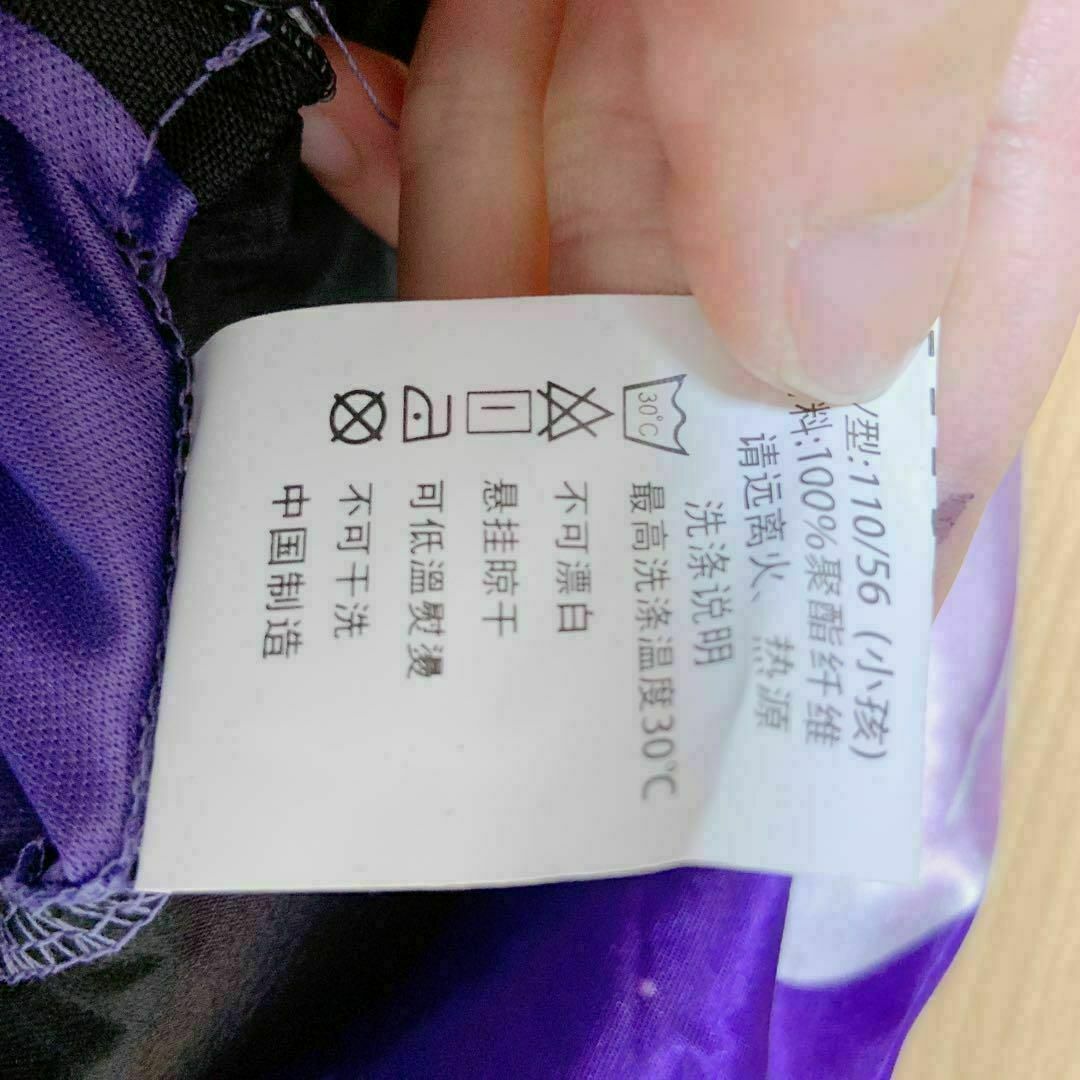 型:110/56 (小孩)
料:100%聚酯纤维
请远离火、热源
洗涤说明
30°C 最高洗涤温度30℃
不可漂白
悬挂晾干
可低溫熨燙
不可干洗
中国制造